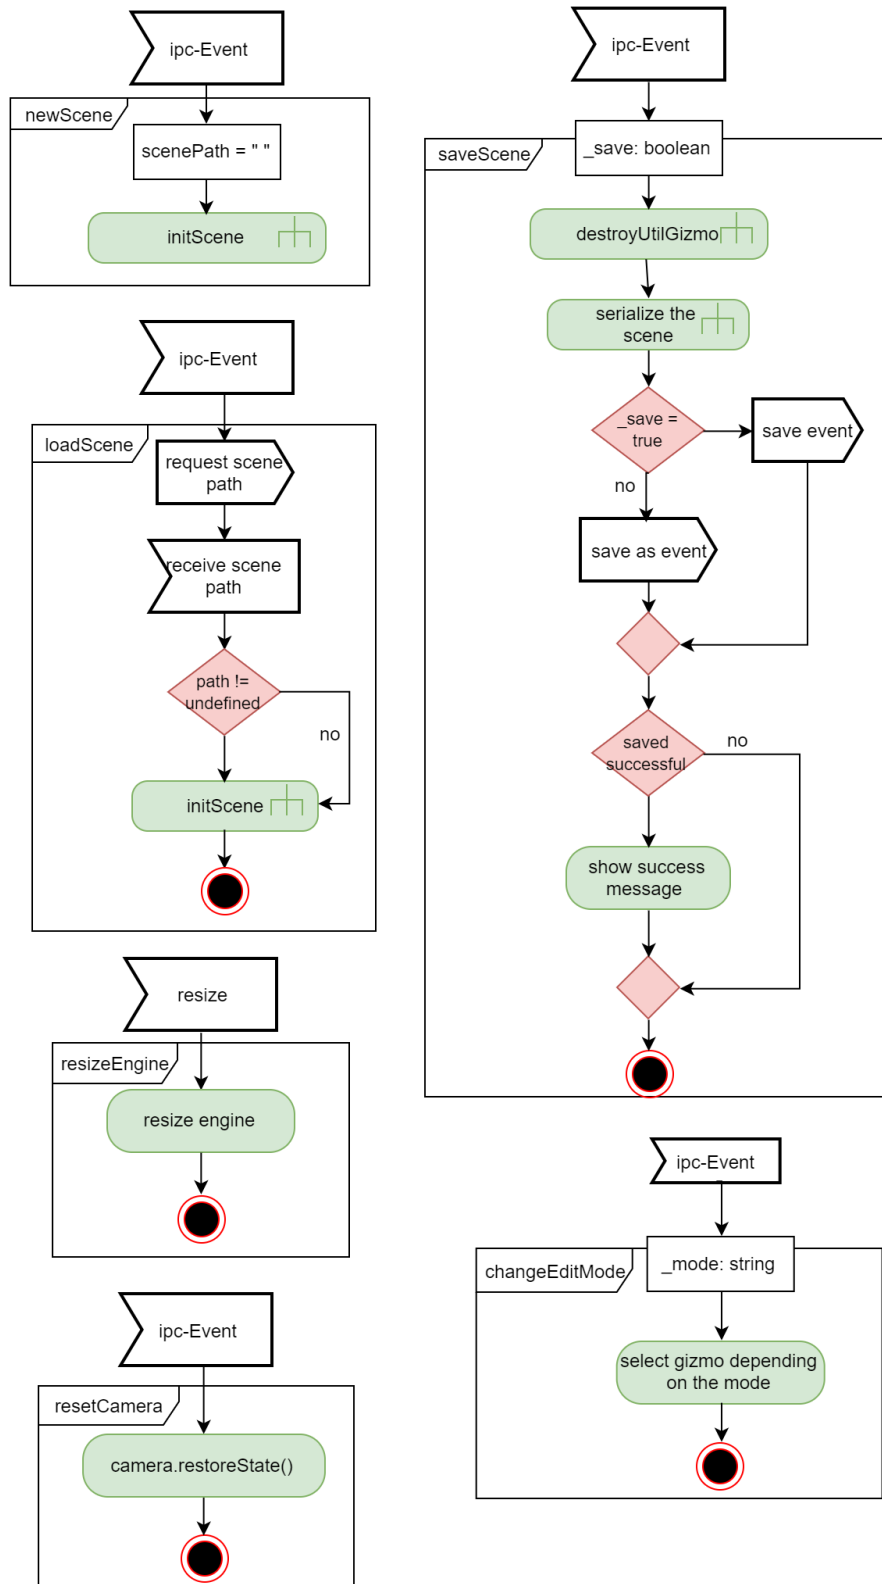 ipc-Event
newScene
scenePath = " "
initScene
ipc-Event
loadScene
request scene
path
receive scene
path
path !=
undefined
no
initScene
resize
resizeEngine
resize engine
ipc-Event
resetCamera
camera.restoreState()
ipc-Event
saveScene
_save: boolean
destroyUtilGizmo
serialize the
scene
_save =
true
save event
no
save as event
saved
successful
no
show success
message
ipc-Event
changeEditMode
_mode: string
select gizmo depending
on the mode